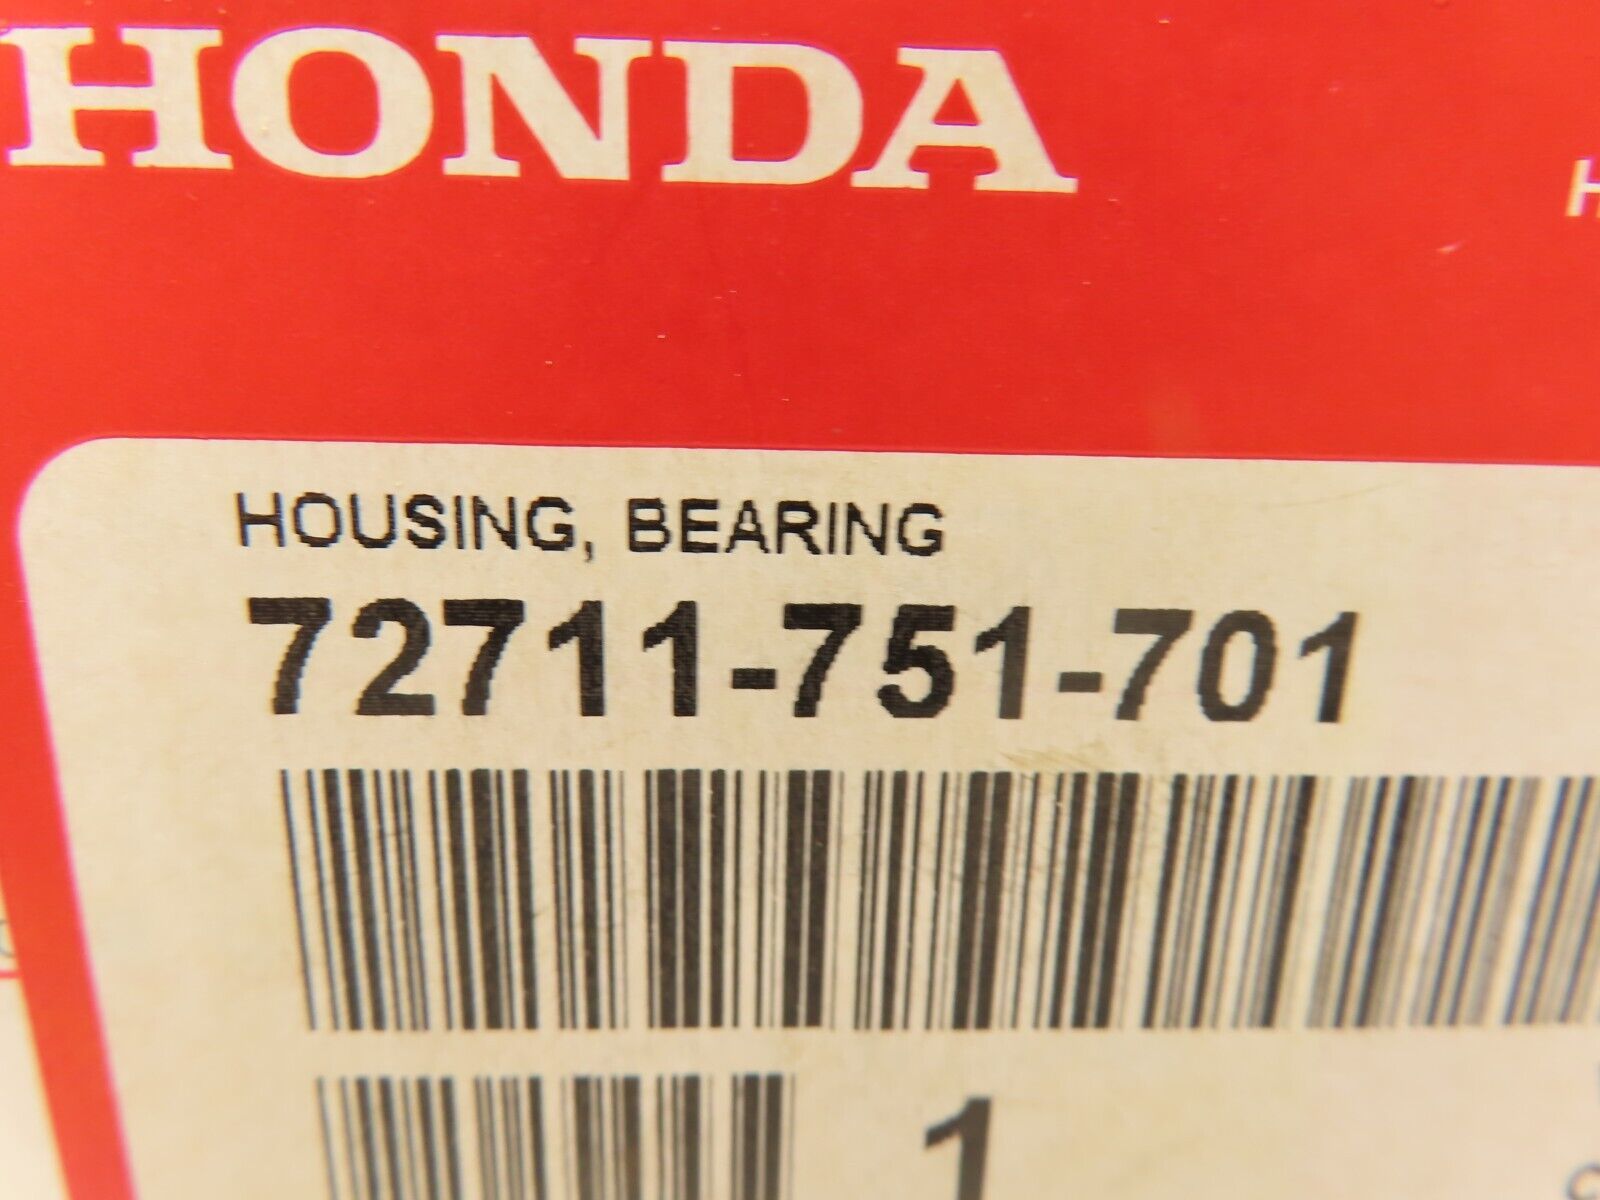 HONDA
H
HOUSING, BEARING
72711-751-701
1